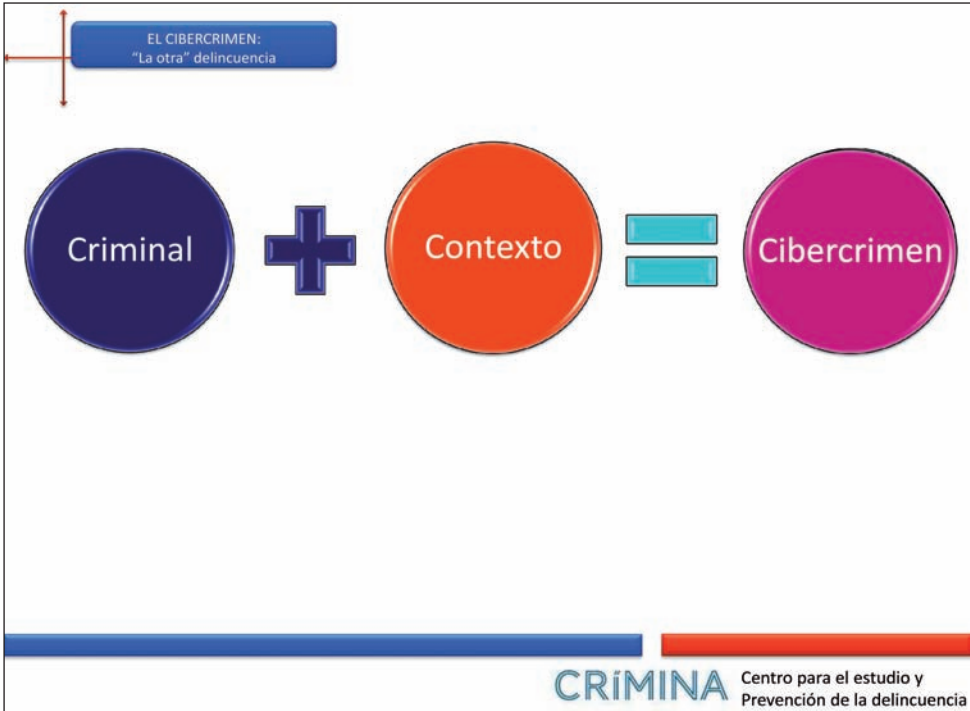 EL CIBERCRIMEN:
"La otra" delincuencia
Criminal
Contexto
Cibercrimen
CRíMINA
Centro para el estudio y
Prevención de la delincuencia